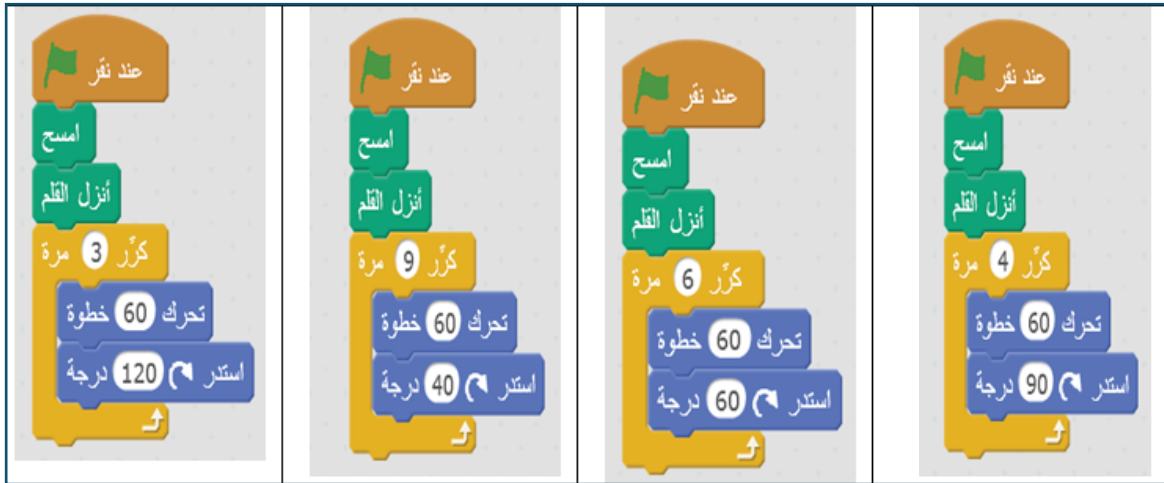 عند نقر
امسح
أنزل القلم
كرِّر 4 مرة
تحرك 60 خطوة
استدر 90 درجة
عند نقر
امسح
أنزل القلم
كرِّر 6 مرة
تحرك 60 خطوة
استدر 60 درجة
عند نقر
امسح
أنزل القلم
كرِّر 9 مرة
تحرك 60 خطوة
استدر 40 درجة
عند نقر
امسح
أنزل القلم
كرِّر 3 مرة
تحرك 60 خطوة
استدر 120 درجة